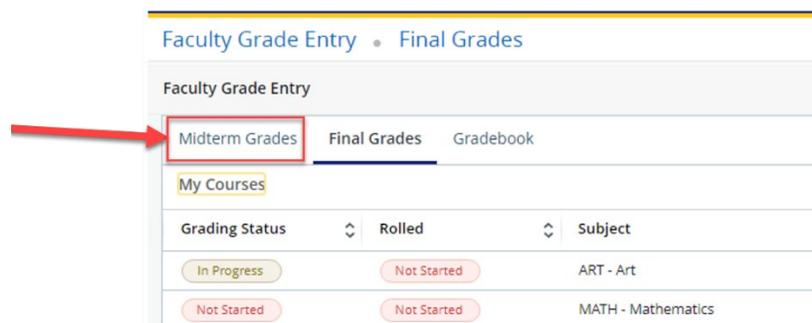 Faculty Grade Entry • Final Grades
Faculty Grade Entry
Midterm Grades Final Grades Gradebook
My Courses
Grading Status Rolled Subject
In Progress Not Started ART - Art
Not Started Not Started MATH - Mathematics